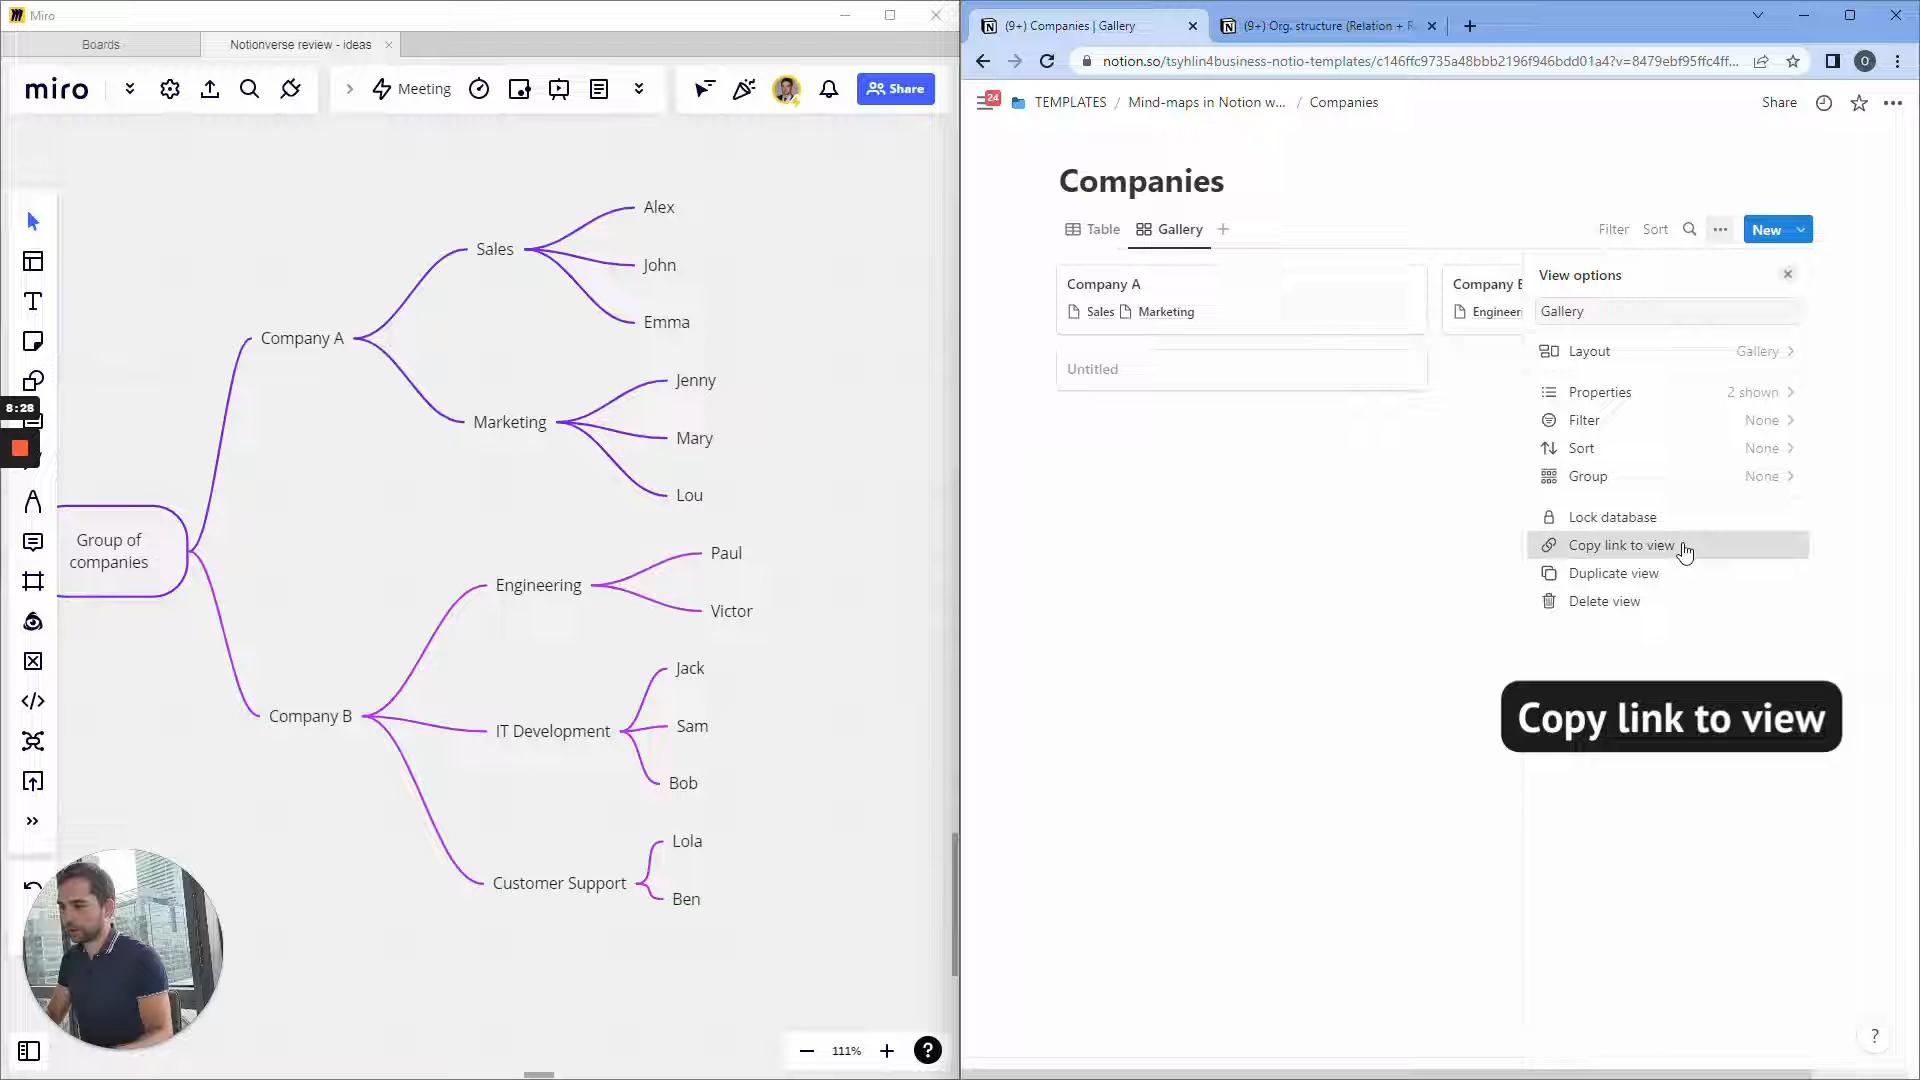 Miro
Boards
Notionverse review - ideas
miro
Meeting
Share
Alex
Sales
John
Emma
Company A
Jenny
Marketing
Mary
Lou
8:28
Group of
companies
Paul
Engineering
Victor
Jack
Company B
IT Development
Sam
Bob
Lola
Customer Support
Ben
111%
?
(9+) Companies | Gallery
(9+) Org. structure (Relation +
notion.so/tsyhlin4business-notio-templates/c146ffc9735a48bbb2196f946bdd01a4?v=8479ebf95ffc4ff...
O
24
TEMPLATES / Mind-maps in Notion w... / Companies
Share
Companies
Table
Gallery
Filter
Sort
New
Company A
Sales
Marketing
Company
Engineer
Untitled
View options
Gallery
Layout
Gallery
Properties
2 shown
Filter
None
Sort
None
Group
None
Lock database
Copy link to view
Duplicate view
Delete view
Copy link to view
?